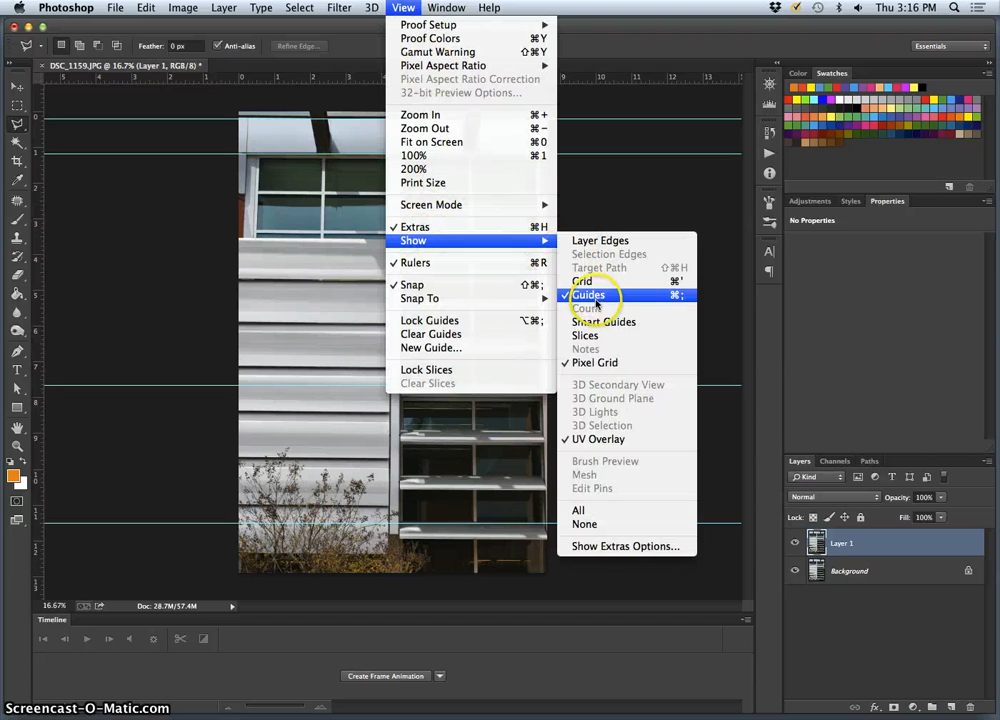 Photoshop File Edit Image Layer Type Select Filter 3D View Window Help Thu 3:16 PM
Feather: 0 px Anti-alias Refine Edge... Essentials
× DSC_1159.JPG @ 16.7% (Layer 1, RGB/8) *
Proof Setup
Proof Colors ⌘Y
Gamut Warning ⇧⌘Y
Pixel Aspect Ratio
Pixel Aspect Ratio Correction
32-bit Preview Options...
Zoom In ⌘+
Zoom Out ⌘−
Fit on Screen ⌘0
100% ⌘1
200%
Print Size
Screen Mode
✓ Extras ⌘H
Show
✓ Rulers ⌘R
✓ Snap ⇧⌘;
Snap To
Lock Guides ⌥⌘;
Clear Guides
New Guide...
Lock Slices
Clear Slices
Layer Edges
Selection Edges
Target Path ⇧⌘H
Grid ⌘'
✓ Guides ⌘;
Count
Smart Guides
Slices
Notes
✓ Pixel Grid
3D Secondary View
3D Ground Plane
3D Lights
3D Selection
✓ UV Overlay
Brush Preview
Mesh
Edit Pins
All
None
Show Extras Options...
Color Swatches
Adjustments Styles Properties
No Properties
Layers Channels Paths
Kind
Normal Opacity: 100%
Lock: Fill: 100%
Layer 1
Background
16.67% Doc: 28.7M/57.4M
Timeline
Create Frame Animation
Screencast-O-Matic.com